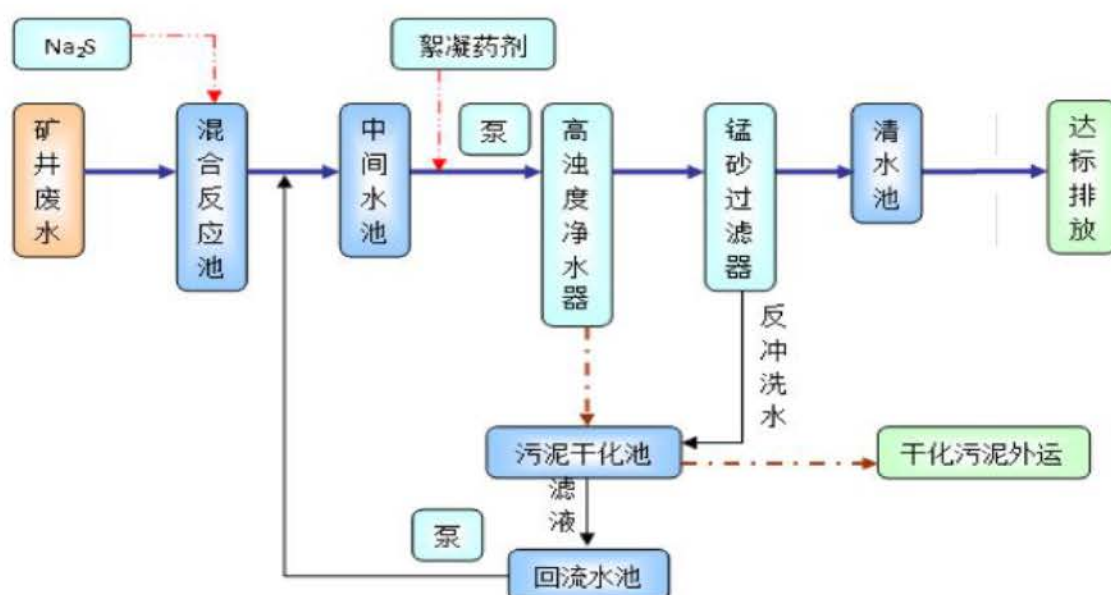 Na₂S
絮凝药剂
矿井废水
混合反应池
中间水池
泵
高浊度净水器
锰砂过滤器
清水池
达标排放
反冲洗水
污泥干化池
干化污泥外运
滤液
泵
回流水池